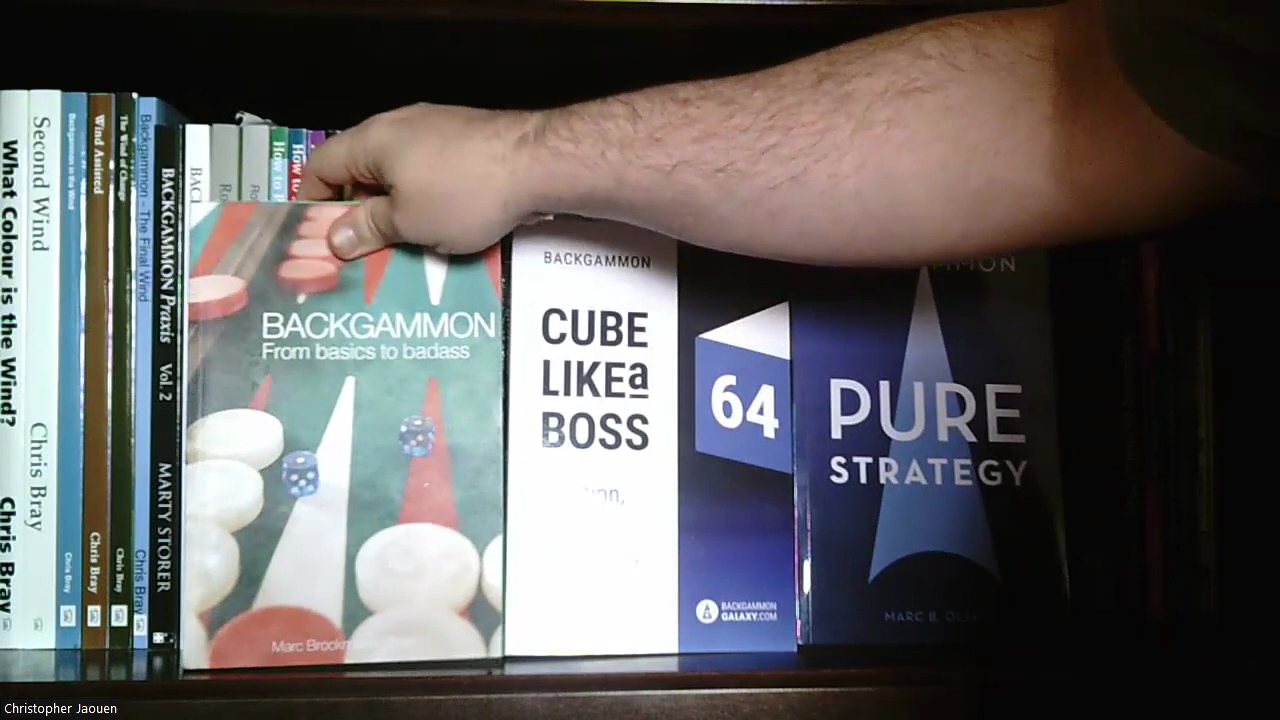 What Colour is the Wind? Chris Bray
Second Wind Chris Bray
Backgammon in the Wind Chris Bray
Wind Assisted Chris Bray
The Wind of Change Chris Bray
Backgammon - The Final Wind Chris Bray
BACKGAMMON Praxis Vol. 2 MARTY STORER
How to
How to
BACKGAMMON
From basics to badass
Marc
BACKGAMMON
CUBE
LIKE a
BOSS
64
BACKGAMMON
GALAXY.COM
PURE
STRATEGY
MARC B.
Christopher Jaouen